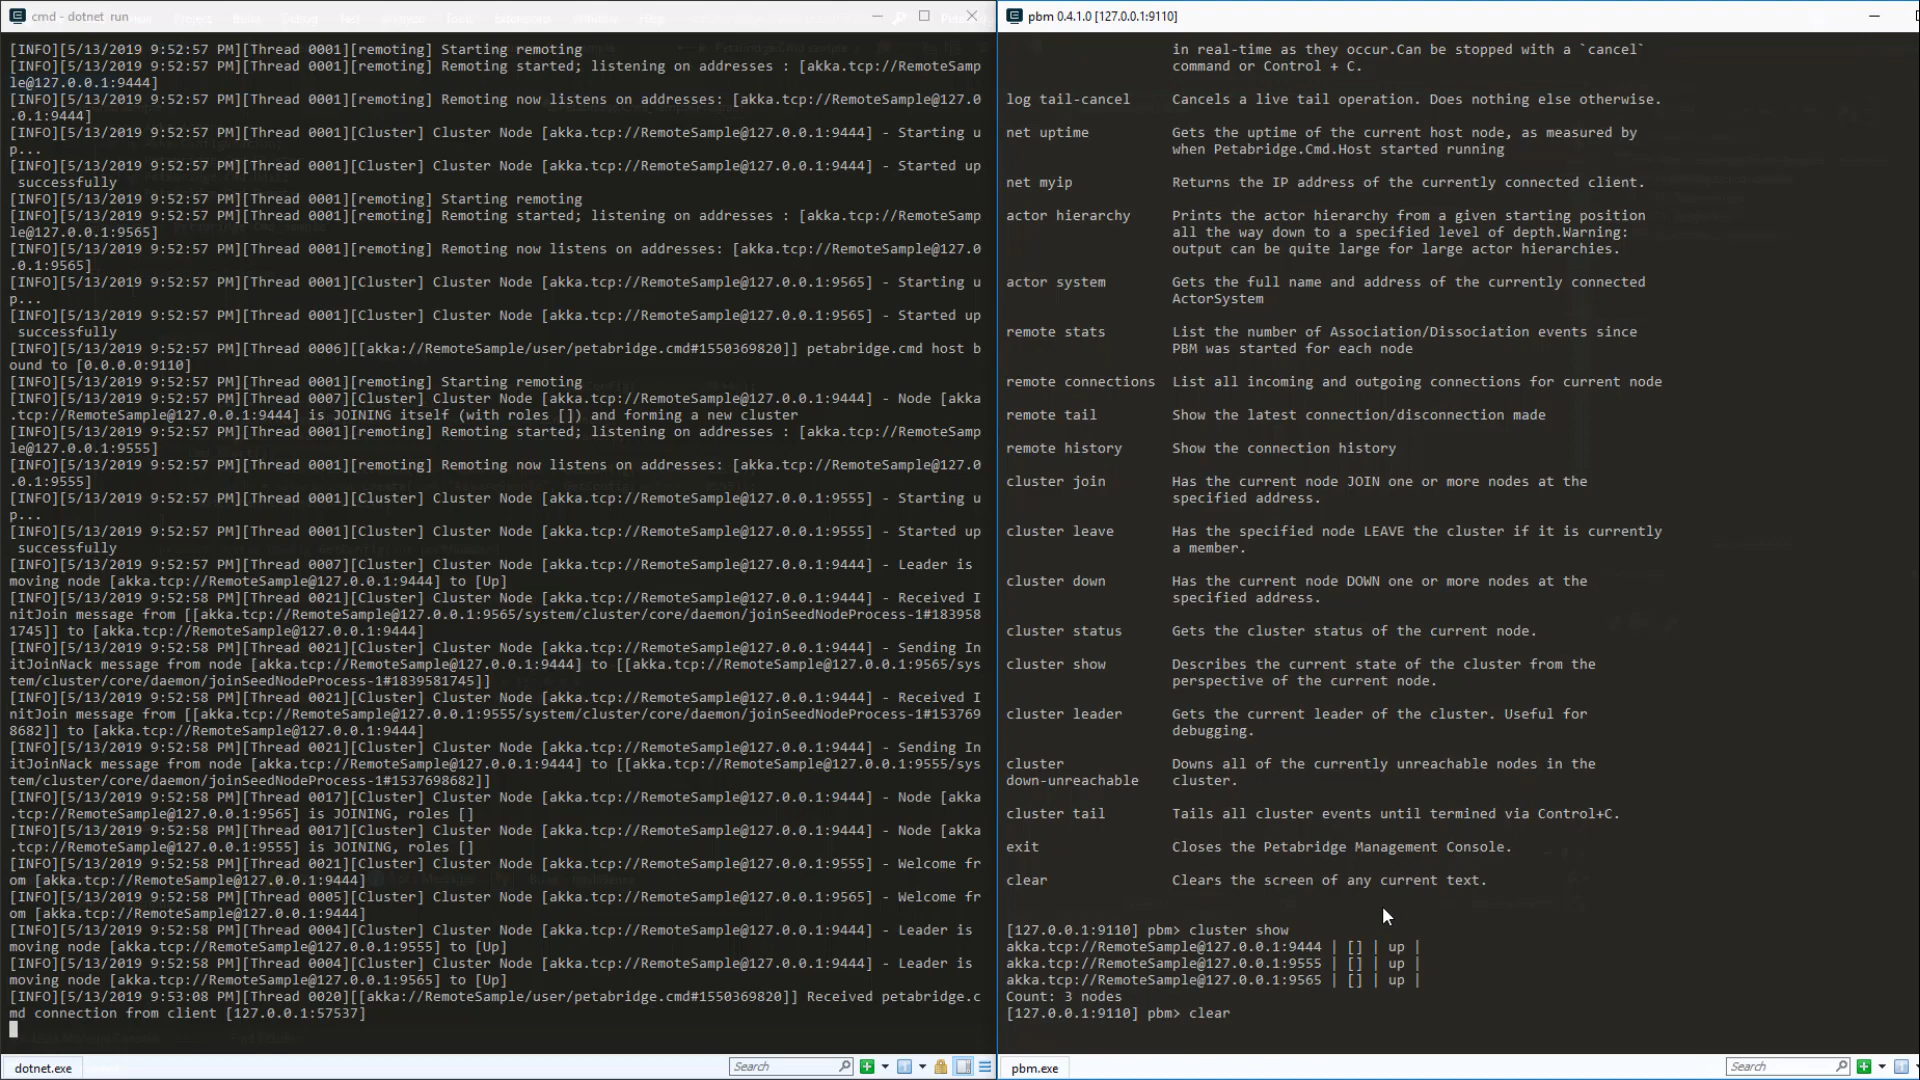 cmd - dotnet run
[INFO][5/13/2019 9:52:57 PM][Thread 0001][remoting] Starting remoting
[INFO][5/13/2019 9:52:57 PM][Thread 0001][remoting] Remoting started; listening on addresses : [akka.tcp://RemoteSamp
le@127.0.0.1:9444]
[INFO][5/13/2019 9:52:57 PM][Thread 0001][remoting] Remoting now listens on addresses: [akka.tcp://RemoteSample@127.0
.0.1:9444]
[INFO][5/13/2019 9:52:57 PM][Thread 0001][Cluster] Cluster Node [akka.tcp://RemoteSample@127.0.0.1:9444] - Starting u
p...
[INFO][5/13/2019 9:52:57 PM][Thread 0001][Cluster] Cluster Node [akka.tcp://RemoteSample@127.0.0.1:9444] - Started up
 successfully
[INFO][5/13/2019 9:52:57 PM][Thread 0001][remoting] Starting remoting
[INFO][5/13/2019 9:52:57 PM][Thread 0001][remoting] Remoting started; listening on addresses : [akka.tcp://RemoteSamp
le@127.0.0.1:9565]
[INFO][5/13/2019 9:52:57 PM][Thread 0001][remoting] Remoting now listens on addresses: [akka.tcp://RemoteSample@127.0
.0.1:9565]
[INFO][5/13/2019 9:52:57 PM][Thread 0001][Cluster] Cluster Node [akka.tcp://RemoteSample@127.0.0.1:9565] - Starting u
p...
[INFO][5/13/2019 9:52:57 PM][Thread 0001][Cluster] Cluster Node [akka.tcp://RemoteSample@127.0.0.1:9565] - Started up
 successfully
[INFO][5/13/2019 9:52:57 PM][Thread 0006][[akka://RemoteSample/user/petabridge.cmd#1550369820]] petabridge.cmd host b
ound to [0.0.0.0:9110]
[INFO][5/13/2019 9:52:57 PM][Thread 0001][remoting] Starting remoting
[INFO][5/13/2019 9:52:57 PM][Thread 0007][Cluster] Cluster Node [akka.tcp://RemoteSample@127.0.0.1:9444] - Node [akka
.tcp://RemoteSample@127.0.0.1:9444] is JOINING itself (with roles []) and forming a new cluster
[INFO][5/13/2019 9:52:57 PM][Thread 0001][remoting] Remoting started; listening on addresses : [akka.tcp://RemoteSamp
le@127.0.0.1:9555]
[INFO][5/13/2019 9:52:57 PM][Thread 0001][remoting] Remoting now listens on addresses: [akka.tcp://RemoteSample@127.0
.0.1:9555]
[INFO][5/13/2019 9:52:57 PM][Thread 0001][Cluster] Cluster Node [akka.tcp://RemoteSample@127.0.0.1:9555] - Starting u
p...
[INFO][5/13/2019 9:52:57 PM][Thread 0001][Cluster] Cluster Node [akka.tcp://RemoteSample@127.0.0.1:9555] - Started up
 successfully
[INFO][5/13/2019 9:52:57 PM][Thread 0007][Cluster] Cluster Node [akka.tcp://RemoteSample@127.0.0.1:9444] - Leader is
moving node [akka.tcp://RemoteSample@127.0.0.1:9444] to [Up]
[INFO][5/13/2019 9:52:58 PM][Thread 0021][Cluster] Cluster Node [akka.tcp://RemoteSample@127.0.0.1:9444] - Received I
nitJoin message from [[akka.tcp://RemoteSample@127.0.0.1:9565/system/cluster/core/daemon/joinSeedNodeProcess-1#183958
1745]] to [akka.tcp://RemoteSample@127.0.0.1:9444]
[INFO][5/13/2019 9:52:58 PM][Thread 0021][Cluster] Cluster Node [akka.tcp://RemoteSample@127.0.0.1:9444] - Sending In
itJoinNack message from node [akka.tcp://RemoteSample@127.0.0.1:9444] to [[akka.tcp://RemoteSample@127.0.0.1:9565/sys
tem/cluster/core/daemon/joinSeedNodeProcess-1#1839581745]]
[INFO][5/13/2019 9:52:58 PM][Thread 0021][Cluster] Cluster Node [akka.tcp://RemoteSample@127.0.0.1:9444] - Received I
nitJoin message from [[akka.tcp://RemoteSample@127.0.0.1:9555/system/cluster/core/daemon/joinSeedNodeProcess-1#153769
8682]] to [akka.tcp://RemoteSample@127.0.0.1:9444]
[INFO][5/13/2019 9:52:58 PM][Thread 0021][Cluster] Cluster Node [akka.tcp://RemoteSample@127.0.0.1:9444] - Sending In
itJoinNack message from node [akka.tcp://RemoteSample@127.0.0.1:9444] to [[akka.tcp://RemoteSample@127.0.0.1:9555/sys
tem/cluster/core/daemon/joinSeedNodeProcess-1#1537698682]]
[INFO][5/13/2019 9:52:58 PM][Thread 0017][Cluster] Cluster Node [akka.tcp://RemoteSample@127.0.0.1:9444] - Node [akka
.tcp://RemoteSample@127.0.0.1:9565] is JOINING, roles []
[INFO][5/13/2019 9:52:58 PM][Thread 0017][Cluster] Cluster Node [akka.tcp://RemoteSample@127.0.0.1:9444] - Node [akka
.tcp://RemoteSample@127.0.0.1:9555] is JOINING, roles []
[INFO][5/13/2019 9:52:58 PM][Thread 0021][Cluster] Cluster Node [akka.tcp://RemoteSample@127.0.0.1:9555] - Welcome fr
om [akka.tcp://RemoteSample@127.0.0.1:9444]
[INFO][5/13/2019 9:52:58 PM][Thread 0005][Cluster] Cluster Node [akka.tcp://RemoteSample@127.0.0.1:9565] - Welcome fr
om [akka.tcp://RemoteSample@127.0.0.1:9444]
[INFO][5/13/2019 9:52:58 PM][Thread 0004][Cluster] Cluster Node [akka.tcp://RemoteSample@127.0.0.1:9444] - Leader is
moving node [akka.tcp://RemoteSample@127.0.0.1:9555] to [Up]
[INFO][5/13/2019 9:52:58 PM][Thread 0004][Cluster] Cluster Node [akka.tcp://RemoteSample@127.0.0.1:9444] - Leader is
moving node [akka.tcp://RemoteSample@127.0.0.1:9565] to [Up]
[INFO][5/13/2019 9:53:08 PM][Thread 0020][[akka://RemoteSample/user/petabridge.cmd#1550369820]] Received petabridge.c
md connection from client [127.0.0.1:57537]
dotnet.exe
Search
pbm 0.4.1.0 [127.0.0.1:9110]
in real-time as they occur.Can be stopped with a `cancel`
command or Control + C.
log tail-cancel Cancels a live tail operation. Does nothing else otherwise.
net uptime Gets the uptime of the current host node, as measured by
when Petabridge.Cmd.Host started running
net myip Returns the IP address of the currently connected client.
actor hierarchy Prints the actor hierarchy from a given starting position
all the way down to a specified level of depth.Warning:
output can be quite large for large actor hierarchies.
actor system Gets the full name and address of the currently connected
ActorSystem
remote stats List the number of Association/Dissociation events since
PBM was started for each node
remote connections List all incoming and outgoing connections for current node
remote tail Show the latest connection/disconnection made
remote history Show the connection history
cluster join Has the current node JOIN one or more nodes at the
specified address.
cluster leave Has the specified node LEAVE the cluster if it is currently
a member.
cluster down Has the current node DOWN one or more nodes at the
specified address.
cluster status Gets the cluster status of the current node.
cluster show Describes the current state of the cluster from the
perspective of the current node.
cluster leader Gets the current leader of the cluster. Useful for
debugging.
cluster Downs all of the currently unreachable nodes in the
down-unreachable cluster.
cluster tail Tails all cluster events until termined via Control+C.
exit Closes the Petabridge Management Console.
clear Clears the screen of any current text.
[127.0.0.1:9110] pbm> cluster show
akka.tcp://RemoteSample@127.0.0.1:9444 | [] | up |
akka.tcp://RemoteSample@127.0.0.1:9555 | [] | up |
akka.tcp://RemoteSample@127.0.0.1:9565 | [] | up |
Count: 3 nodes
[127.0.0.1:9110] pbm> clear
pbm.exe
Search